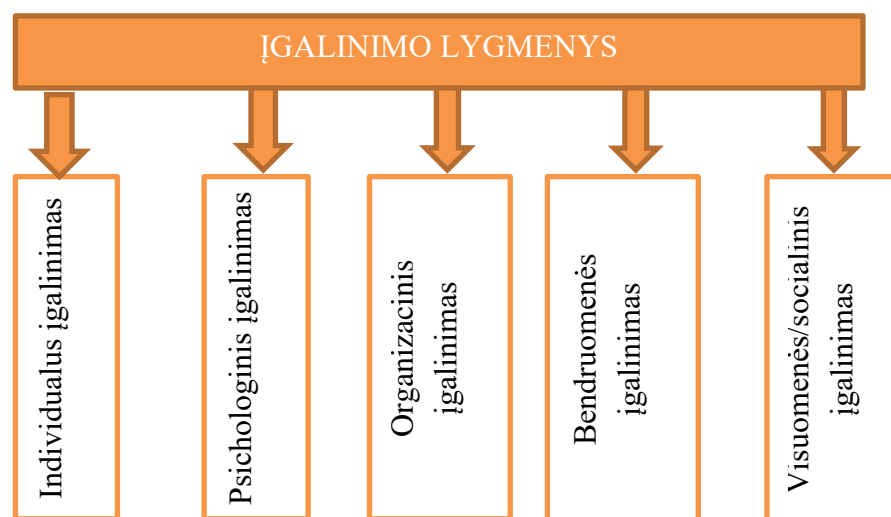 ĮGALINIMO LYGMENYS
Individualus įgalinimas
Psichologinis įgalinimas
Organizacinis
įgalinimas
Bendruomenės
įgalinimas
Visuomenės/socialinis
įgalinimas